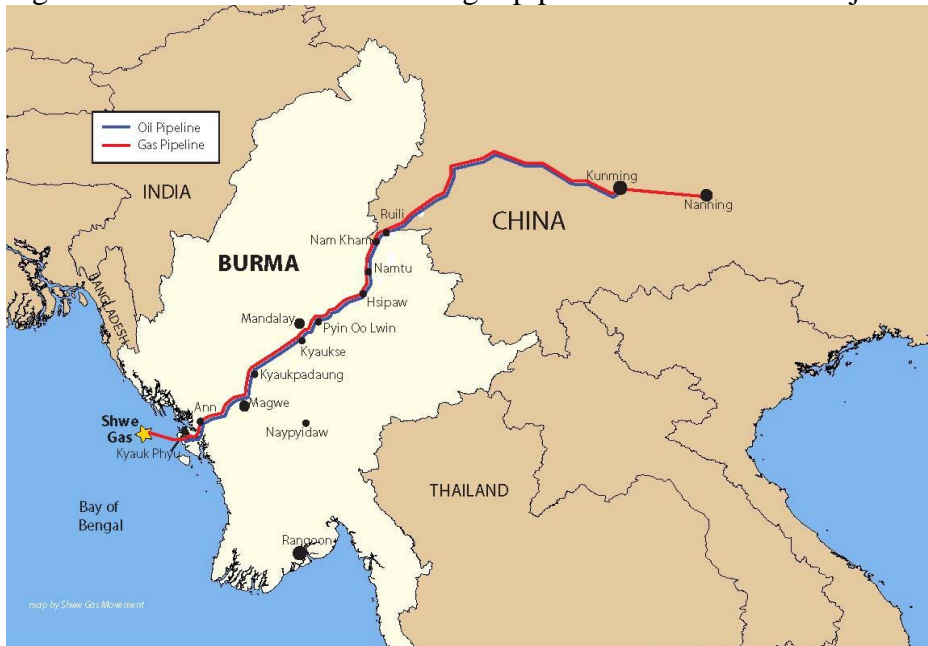 Oil Pipeline
Gas Pipeline
INDIA
CHINA
Kunming
Nanning
Ruili
Nam Kham
BURMA
Namtu
BANGLADESH
Hsipaw
Mandalay
Pyin Oo Lwin
Kyaukse
Kyaukpadaung
Ann
Magwe
Shwe
Gas
Naypyidaw
Kyauk Phyu
THAILAND
Bay of
Bengal
Rangoon
map by Shwe Gas Movement